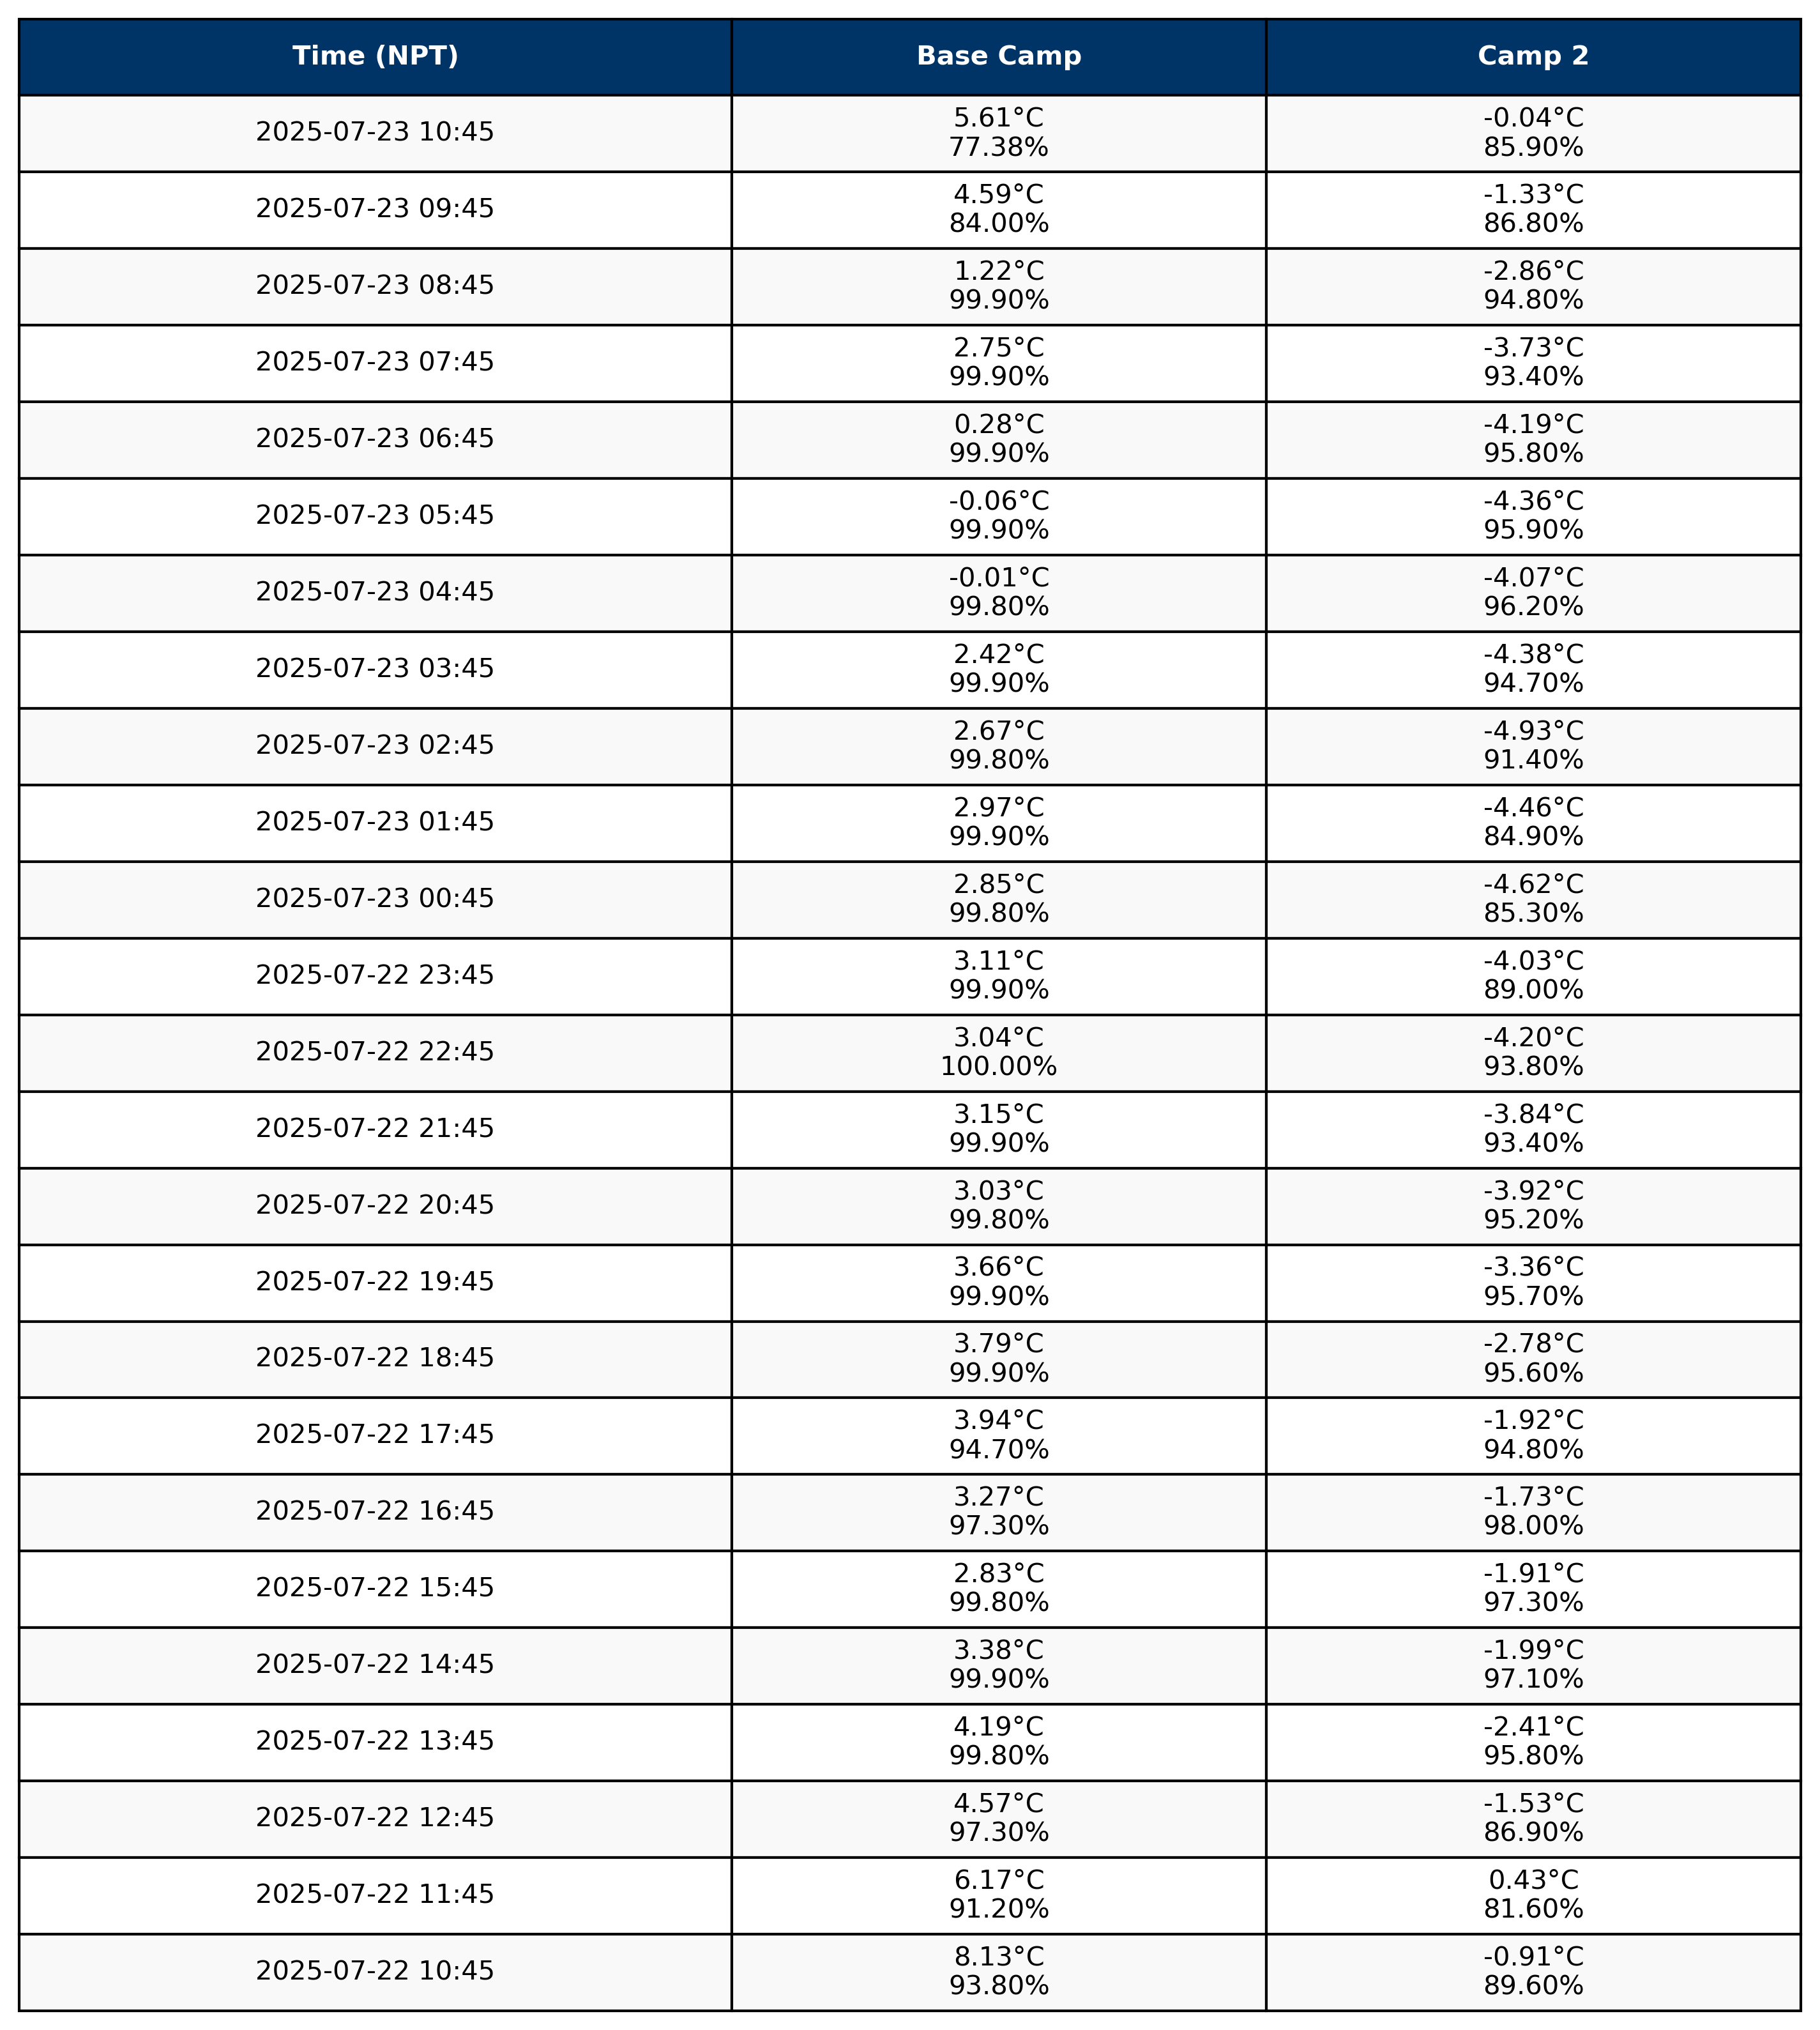 Time (NPT) Base Camp Camp 2
2025-07-23 10:45 5.61°C 77.38% -0.04°C 85.90%
2025-07-23 09:45 4.59°C 84.00% -1.33°C 86.80%
2025-07-23 08:45 1.22°C 99.90% -2.86°C 94.80%
2025-07-23 07:45 2.75°C 99.90% -3.73°C 93.40%
2025-07-23 06:45 0.28°C 99.90% -4.19°C 95.80%
2025-07-23 05:45 -0.06°C 99.90% -4.36°C 95.90%
2025-07-23 04:45 -0.01°C 99.80% -4.07°C 96.20%
2025-07-23 03:45 2.42°C 99.90% -4.38°C 94.70%
2025-07-23 02:45 2.67°C 99.80% -4.93°C 91.40%
2025-07-23 01:45 2.97°C 99.90% -4.46°C 84.90%
2025-07-23 00:45 2.85°C 99.80% -4.62°C 85.30%
2025-07-22 23:45 3.11°C 99.90% -4.03°C 89.00%
2025-07-22 22:45 3.04°C 100.00% -4.20°C 93.80%
2025-07-22 21:45 3.15°C 99.90% -3.84°C 93.40%
2025-07-22 20:45 3.03°C 99.80% -3.92°C 95.20%
2025-07-22 19:45 3.66°C 99.90% -3.36°C 95.70%
2025-07-22 18:45 3.79°C 99.90% -2.78°C 95.60%
2025-07-22 17:45 3.94°C 94.70% -1.92°C 94.80%
2025-07-22 16:45 3.27°C 97.30% -1.73°C 98.00%
2025-07-22 15:45 2.83°C 99.80% -1.91°C 97.30%
2025-07-22 14:45 3.38°C 99.90% -1.99°C 97.10%
2025-07-22 13:45 4.19°C 99.80% -2.41°C 95.80%
2025-07-22 12:45 4.57°C 97.30% -1.53°C 86.90%
2025-07-22 11:45 6.17°C 91.20% 0.43°C 81.60%
2025-07-22 10:45 8.13°C 93.80% -0.91°C 89.60%